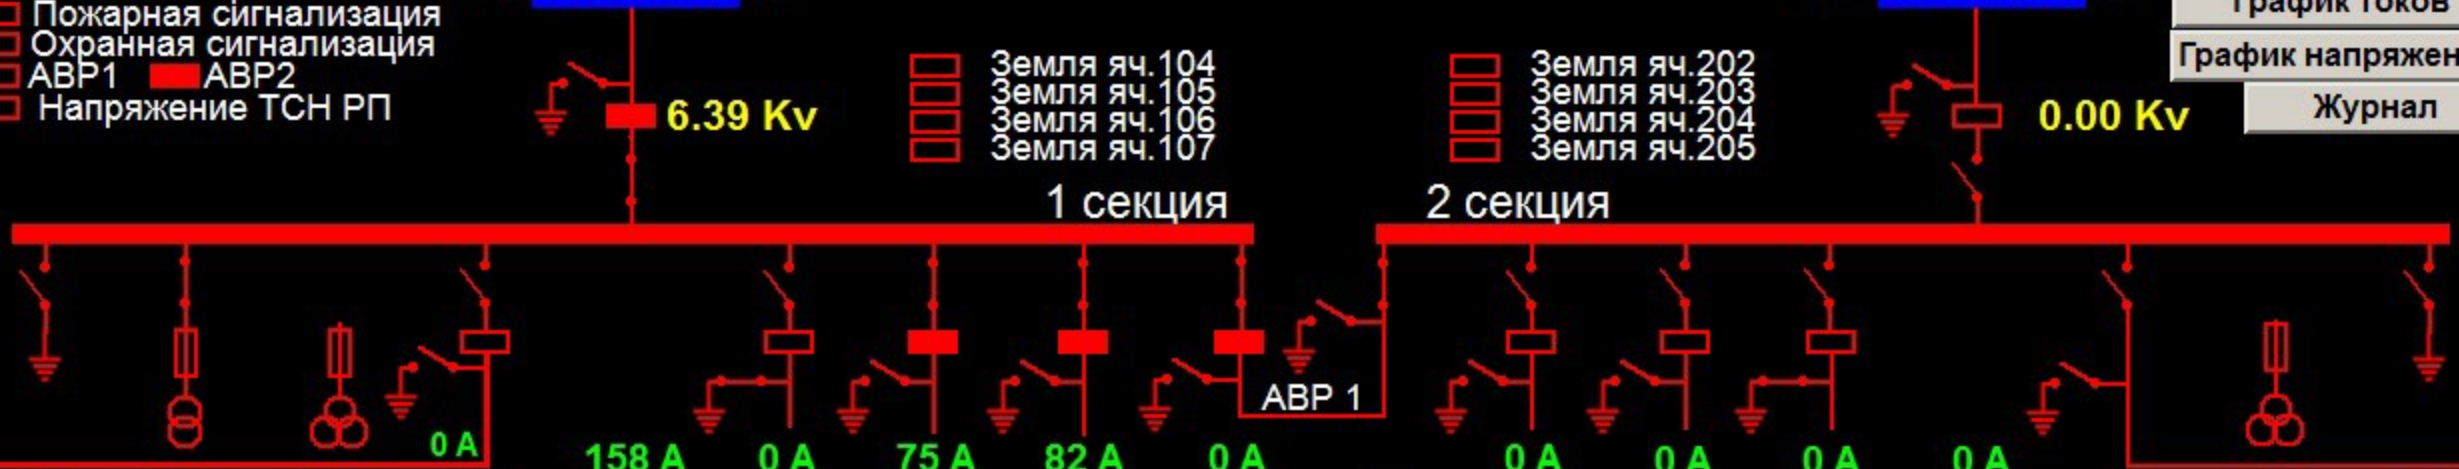 Пожарная сигнализация
Охранная сигнализация
АВР1 АВР2
Напряжение ТСН РП
6.39 Kv
Земля яч.104
Земля яч.105
Земля яч.106
Земля яч.107
1 секция
Земля яч.202
Земля яч.203
Земля яч.204
Земля яч.205
2 секция
0.00 Kv
График токов
График напряжен
Журнал
АВР 1
0 A
158 A
0 A
75 A
82 A
0 A
0 A
0 A
0 A
0 A